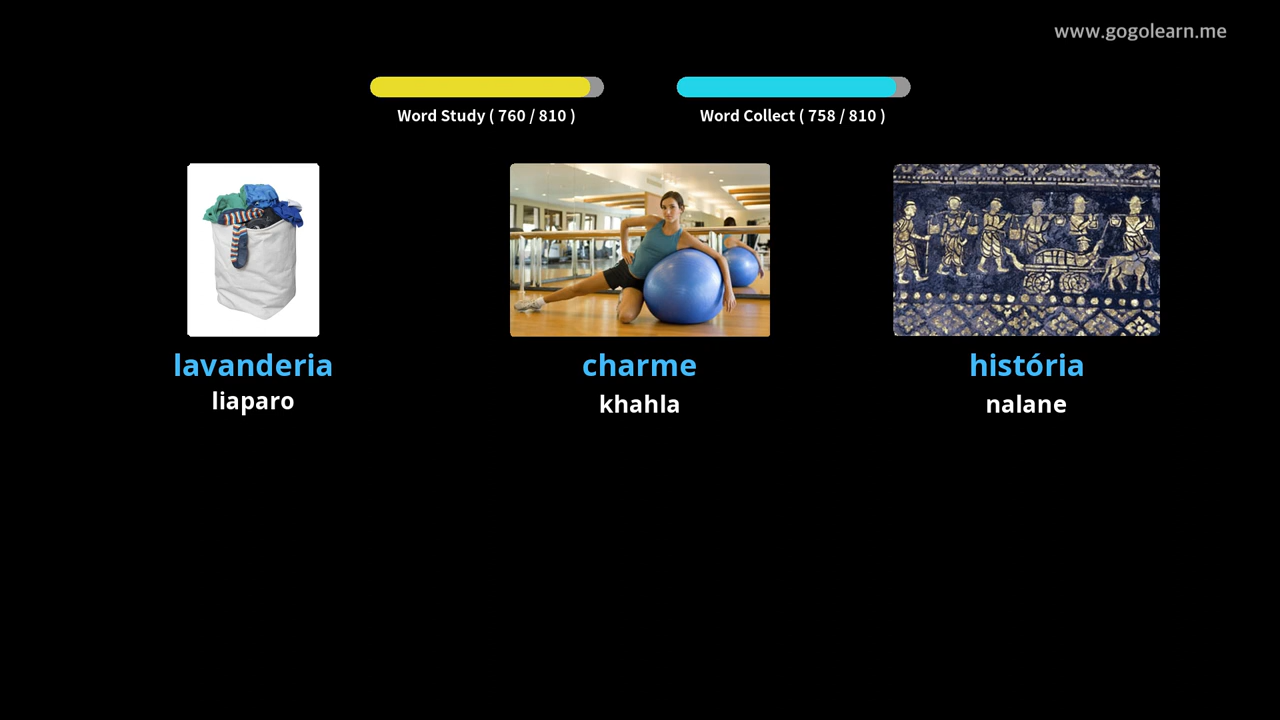 www.gogolearn.me
Word Study ( 760 / 810 )
Word Collect ( 758 / 810 )
lavanderia
liaparo
charme
khahla
história
nalane